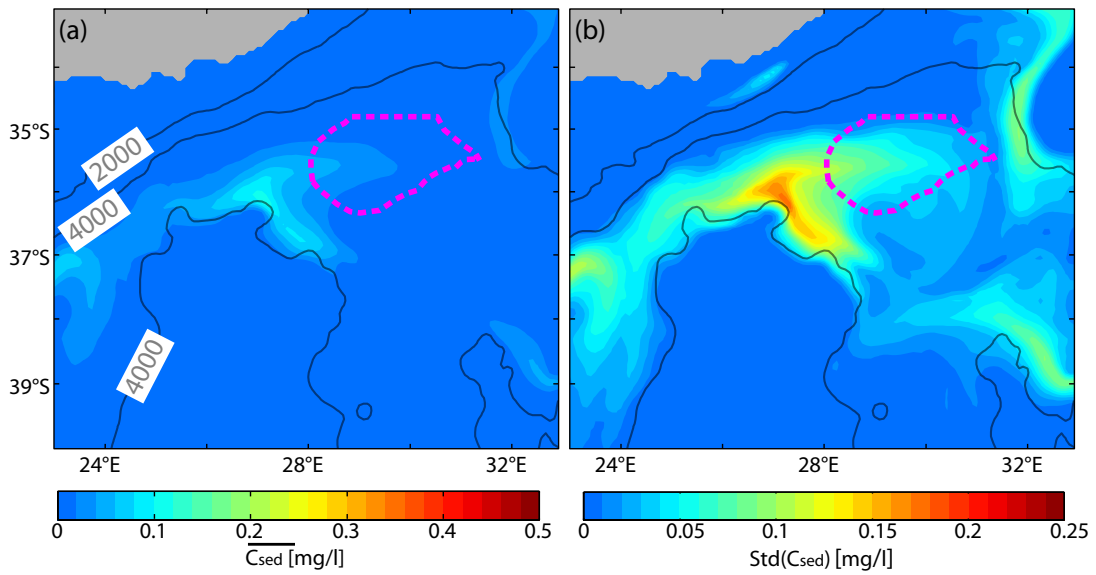 (a)
(b)
35°S
37°S
39°S
2000
4000
4000
24°E
28°E
32°E
24°E
28°E
32°E
0
0.1
0.2
0.3
0.4
0.5
C̅s̅e̅d̅ [mg/l]
0
0.05
0.1
0.15
0.2
0.25
Std(Csed) [mg/l]